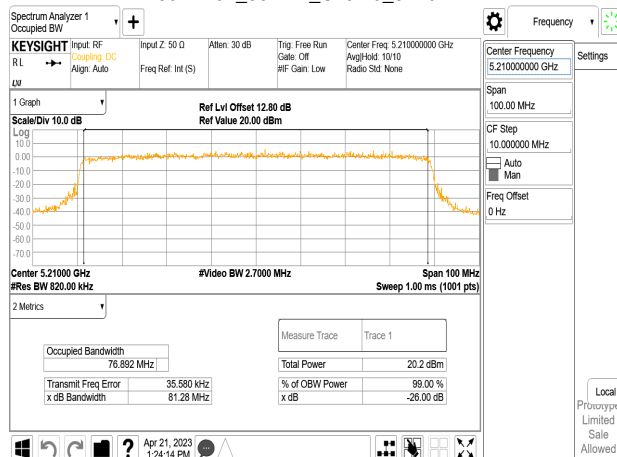 Spectrum Analyzer 1
Occupied BW
Frequency
KEYSIGHT
Input: RF
Input Z: 50 Ω
Atten: 30 dB
Trig: Free Run
Center Freq: 5.210000000 GHz
R L
Coupling: DC
Gate: Off
Avg|Hold: 10/10
Align: Auto
Freq Ref: Int (S)
#IF Gain: Low
Radio Std: None
Center Frequency
5.210000000 GHz
Settings
Span
100.00 MHz
CF Step
10.000000 MHz
Auto
Man
Freq Offset
0 Hz
1 Graph
Ref Lvl Offset 12.80 dB
Scale/Div 10.0 dB
Ref Value 20.00 dBm
Log
10.0
0.00
-10.0
-20.0
-30.0
-40.0
-50.0
-60.0
-70.0
Center 5.21000 GHz
#Video BW 2.7000 MHz
Span 100 MHz
#Res BW 820.00 kHz
Sweep 1.00 ms (1001 pts)
2 Metrics
Measure Trace
Trace 1
Occupied Bandwidth
76.892 MHz
Total Power
20.2 dBm
Transmit Freq Error
35.580 kHz
% of OBW Power
99.00 %
x dB Bandwidth
81.28 MHz
x dB
-26.00 dB
Local
Prototype
Limited
Sale
Allowed
?
Apr 21, 2023
1:24:14 PM